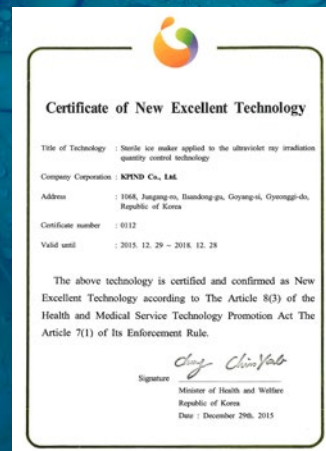 Certificate of New Excellent Technology
Title of Technology : Sterile ice maker applied to the ultraviolet ray irradiation
quantity control technology
Company Corporation : KPIND Co., Ltd.
Address : 1068, Jungang-ro, Ilsandong-gu, Goyang-si, Gyeonggi-do,
Republic of Korea
Certificate number : 0112
Valid until : 2015. 12. 29 ~ 2018. 12. 28
The above technology is certified and confirmed as New
Excellent Technology according to The Article 8(3) of the
Health and Medical Service Technology Promotion Act The
Article 7(1) of Its Enforcement Rule.
Signature
Minister of Health and Welfare
Republic of Korea
Date : December 29th, 2015